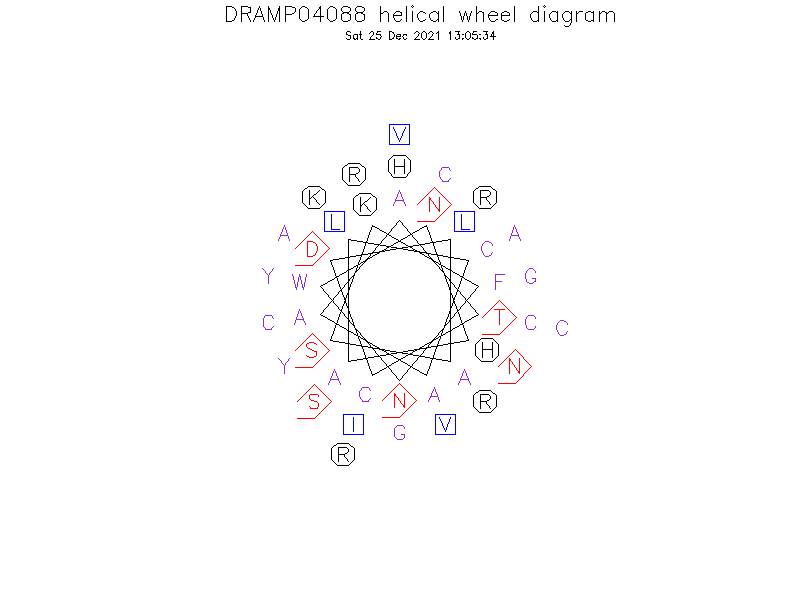 DRAMP04088 helical wheel diagram
Sat 25 Dec 2021 13:05:34
V
R H C
K K A N R
L L
A D C A
Y W F G
C A T C C
S H
Y A A N
S C N A R
I G V
R